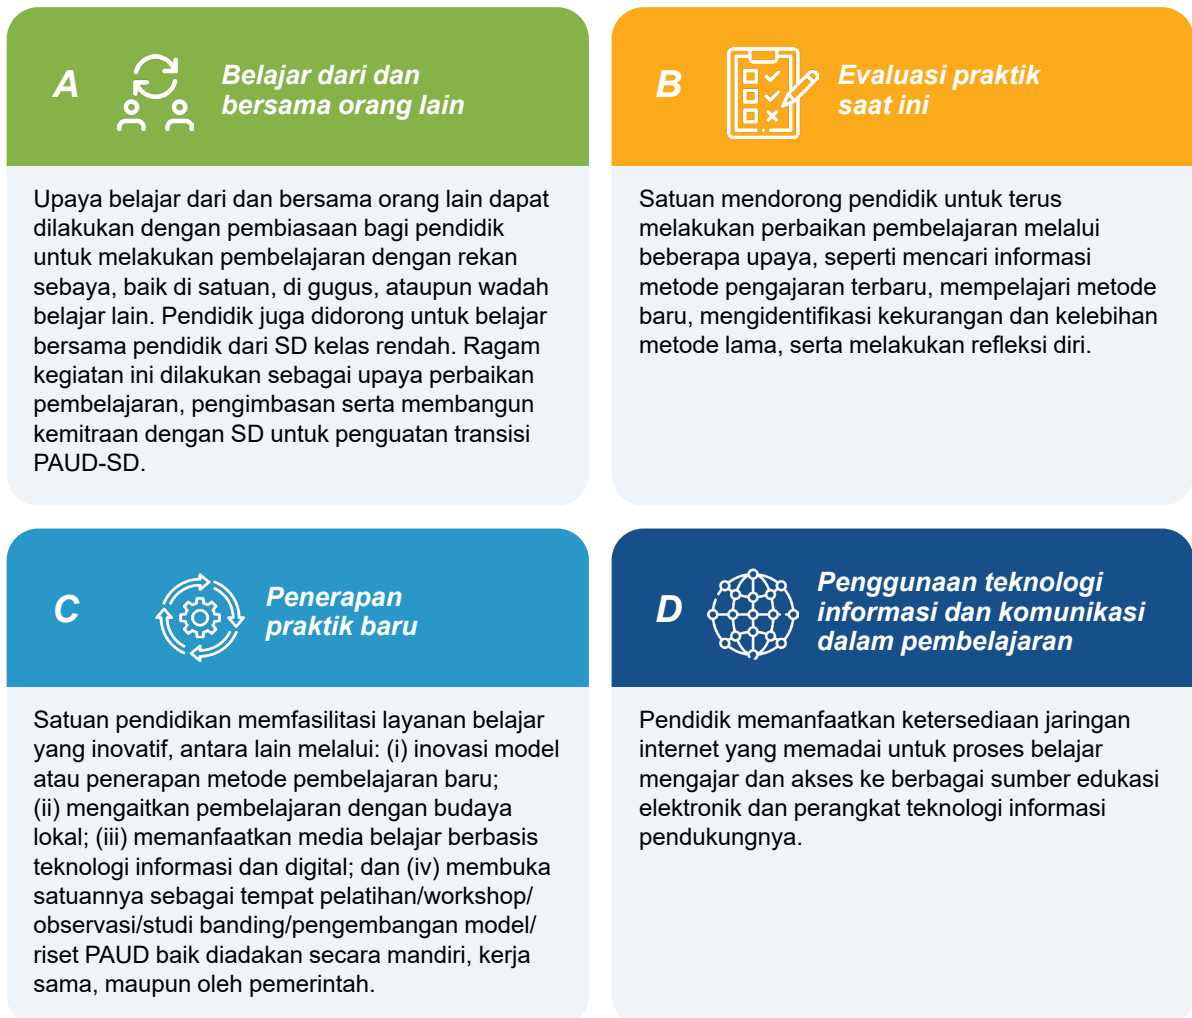 A
Belajar dari dan
bersama orang lain
Upaya belajar dari dan bersama orang lain dapat
dilakukan dengan pembiasaan bagi pendidik
untuk melakukan pembelajaran dengan rekan
sebaya, baik di satuan, di gugus, ataupun wadah
belajar lain. Pendidik juga didorong untuk belajar
bersama pendidik dari SD kelas rendah. Ragam
kegiatan ini dilakukan sebagai upaya perbaikan
pembelajaran, pengimbasan serta membangun
kemitraan dengan SD untuk penguatan transisi
PAUD-SD.
B
Evaluasi praktik
saat ini
Satuan mendorong pendidik untuk terus
melakukan perbaikan pembelajaran melalui
beberapa upaya, seperti mencari informasi
metode pengajaran terbaru, mempelajari metode
baru, mengidentifikasi kekurangan dan kelebihan
metode lama, serta melakukan refleksi diri.
C
Penerapan
praktik baru
Satuan pendidikan memfasilitasi layanan belajar
yang inovatif, antara lain melalui: (i) inovasi model
atau penerapan metode pembelajaran baru;
(ii) mengaitkan pembelajaran dengan budaya
lokal; (iii) memanfaatkan media belajar berbasis
teknologi informasi dan digital; dan (iv) membuka
satuannya sebagai tempat pelatihan/workshop/
observasi/studi banding/pengembangan model/
riset PAUD baik diadakan secara mandiri, kerja
sama, maupun oleh pemerintah.
D
Penggunaan teknologi
informasi dan komunikasi
dalam pembelajaran
Pendidik memanfaatkan ketersediaan jaringan
internet yang memadai untuk proses belajar
mengajar dan akses ke berbagai sumber edukasi
elektronik dan perangkat teknologi informasi
pendukungnya.